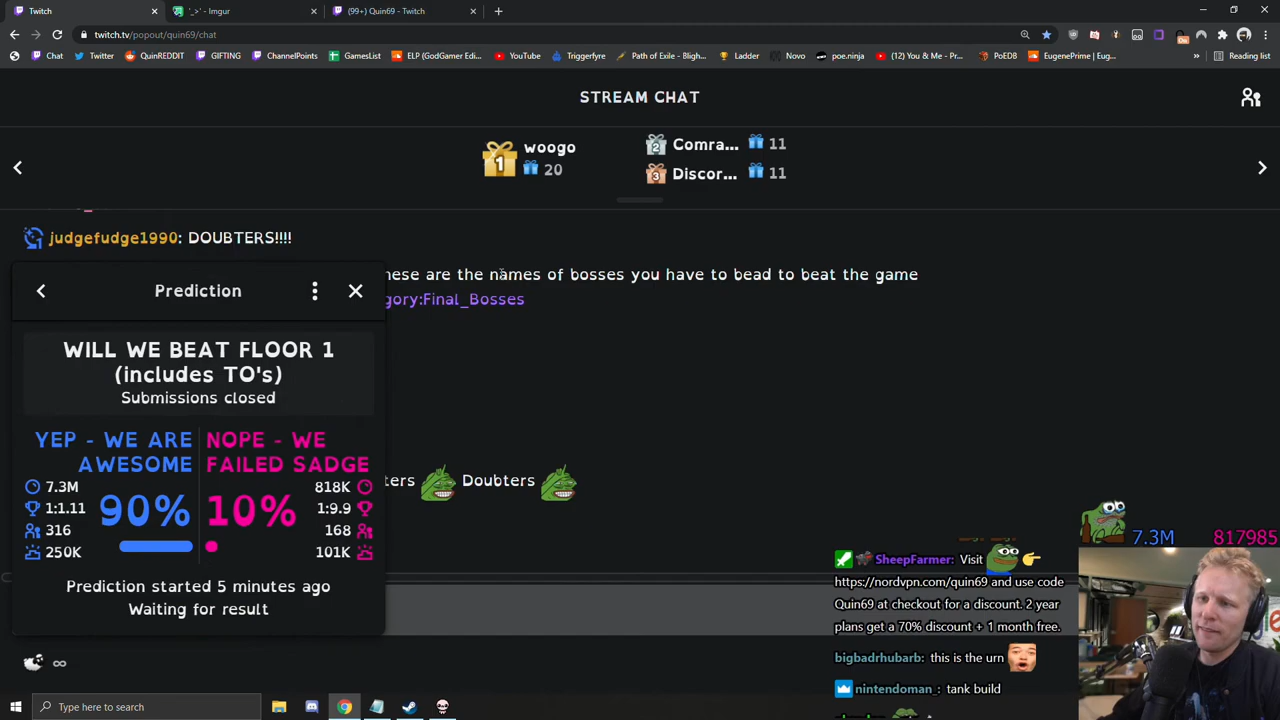 Twitch
'_>' - Imgur
(99+) Quin69 - Twitch
twitch.tv/popout/quin69/chat
Chat
Twitter
QuinREDDIT
GIFTING
ChannelPoints
GamesList
ELP (GodGamer Edi...
YouTube
Triggerfyre
Path of Exile - Bligh...
Ladder
Novo
poe.ninja
(12) You & Me - Pr...
PoEDB
EugenePrime | Eug...
Reading list
STREAM CHAT
1 woogo
20
2 Comra... 11
3 Discor... 11
judgefudge1990: DOUBTERS!!!!
hese are the names of bosses you have to bead to beat the game
gory:Final_Bosses
Prediction
WILL WE BEAT FLOOR 1
(includes TO's)
Submissions closed
YEP - WE ARE
AWESOME
NOPE - WE
FAILED SADGE
7.3M
1:1.11
316
250K
90%
10%
818K
1:9.9
168
101K
Prediction started 5 minutes ago
Waiting for result
ters Doubters
∞
7.3M 817985
SheepFarmer: Visit
https://nordvpn.com/quin69 and use code
Quin69 at checkout for a discount. 2 year
plans get a 70% discount + 1 month free.
bigbadrhubarb: this is the urn
nintendoman_: tank build
Type here to search